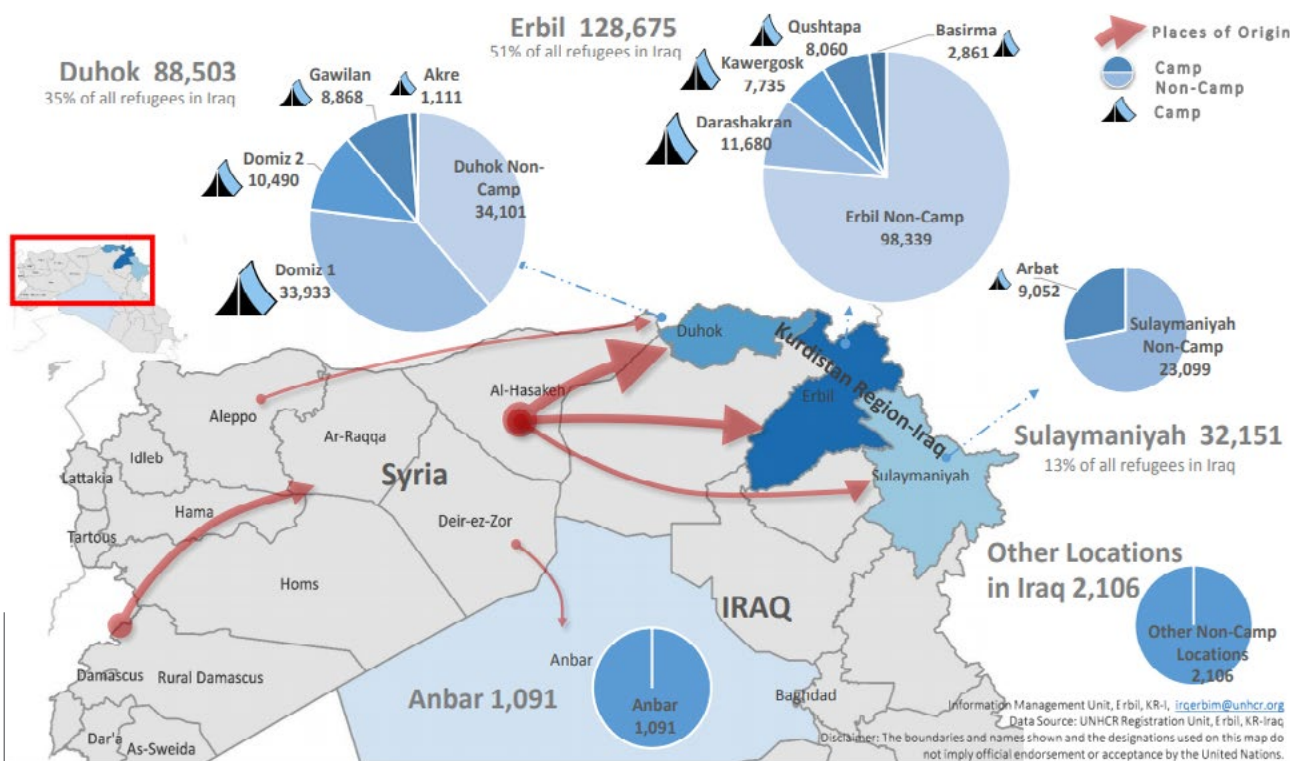 Duhok 88,503
35% of all refugees in Iraq
Erbil 128,675
51% of all refugees in Iraq
Places of Origin
Camp
Non-Camp
Camp
Gawilan
8,868
Akre
1,111
Domiz 2
10,490
Domiz 1
33,933
Duhok Non-
Camp
34,101
Qushtapa
8,060
Basirma
2,861
Kawergosk
7,735
Darashakran
11,680
Erbil Non-Camp
98,339
Arbat
9,052
Sulaymaniyah
Non-Camp
23,099
Sulaymaniyah 32,151
13% of all refugees in Iraq
Duhok
Kurdistan Region-Iraq
Erbil
Sulaymaniyah
Al-Hasakeh
Aleppo
Ar-Raqqa
Idleb
Lattakia
Syria
Hama
Tartous
Deir-ez-Zor
Homs
IRAQ
Other Locations
in Iraq 2,106
Other Non-Camp
Locations
2,106
Anbar
Anbar 1,091
Anbar
1,091
Baghdad
Damascus
Rural Damascus
Dar'a
As-Sweida
Information Management Unit, Erbil, KR-I, irqerbim@unhcr.org
Data Source: UNHCR Registration Unit, Erbil, KR-Iraq
Disclaimer: The boundaries and names shown and the designations used on this map do
not imply official endorsement or acceptance by the United Nations.